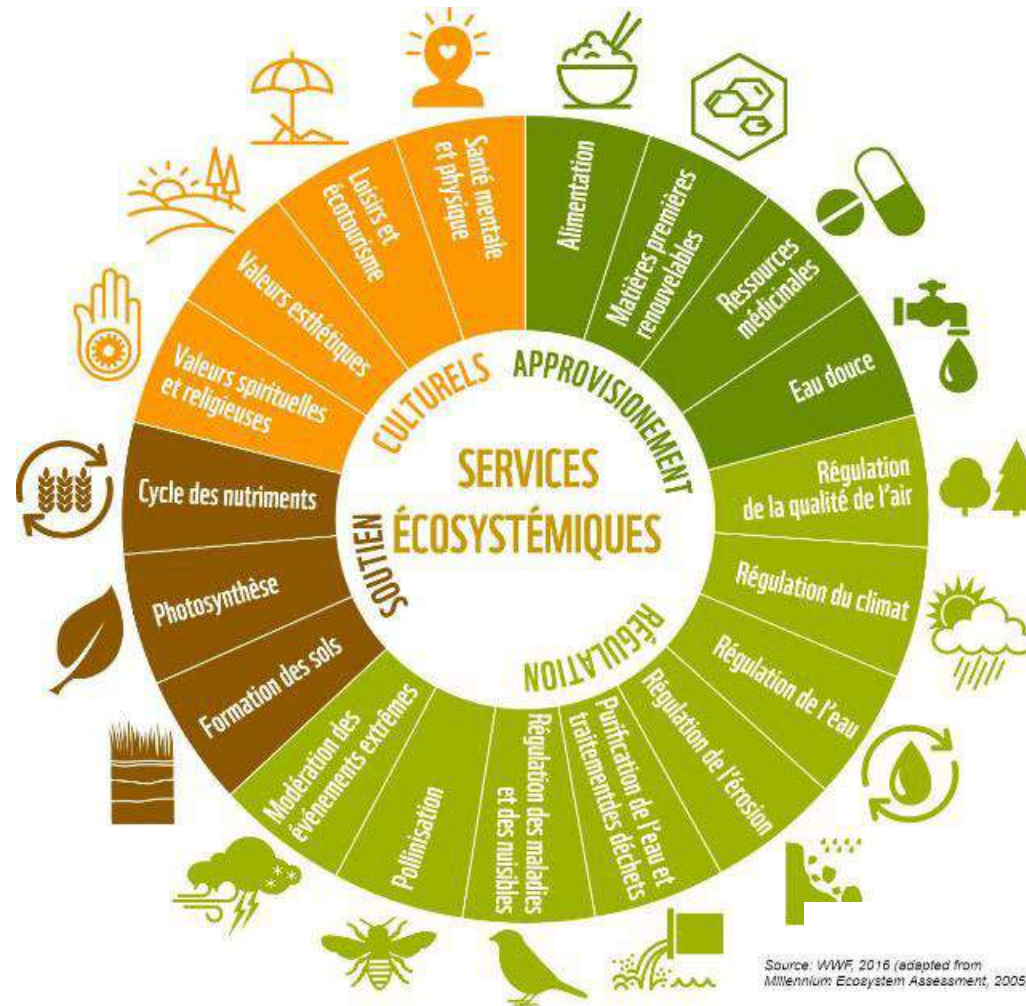 SERVICES
ÉCOSYSTÉMIQUES
APPROVISIONEMENT
Alimentation
Matières premières
renouvelables
Ressources
médicinales
Eau douce
RÉGULATION
Régulation
de la qualité de l'air
Régulation du climat
Régulation de l'eau
Régulation de l'érosion
Purification de l'eau et
traitementdes déchets
Régulation des maladies
et des nuisibles
Pollinisation
Modération des
événements extrêmes
SOUTIEN
Formation des sols
Photosynthèse
Cycle des nutriments
CULTURELS
Valeurs spirituelles
et religieuses
Valeurs esthétiques
Loisirs et
écotourisme
Santé mentale
et physique
Source: WWF, 2016 (adapted from
Millennium Ecosystem Assessment, 2005